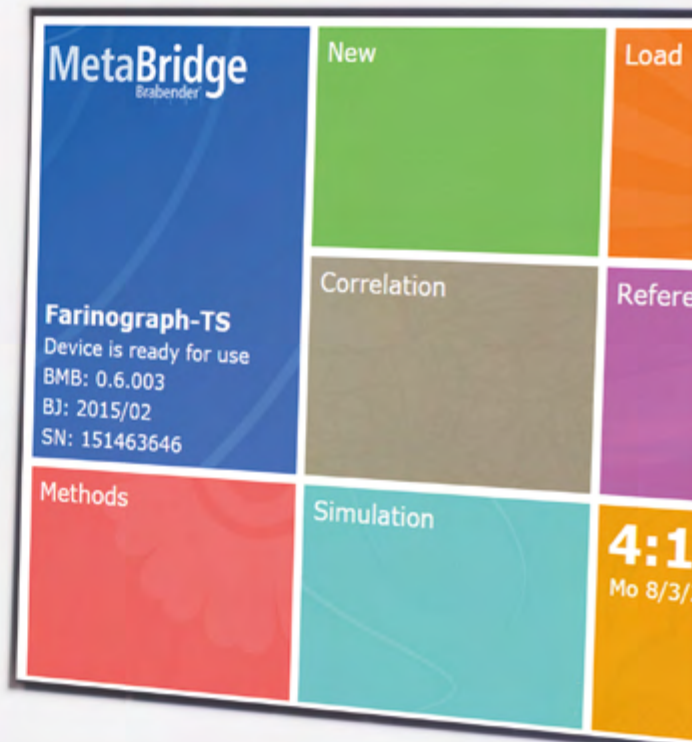 MetaBridge
Brabender
New
Load
Farinograph-TS
Device is ready for use
BMB: 0.6.003
BJ: 2015/02
SN: 151463646
Correlation
Methods
Simulation
Mo